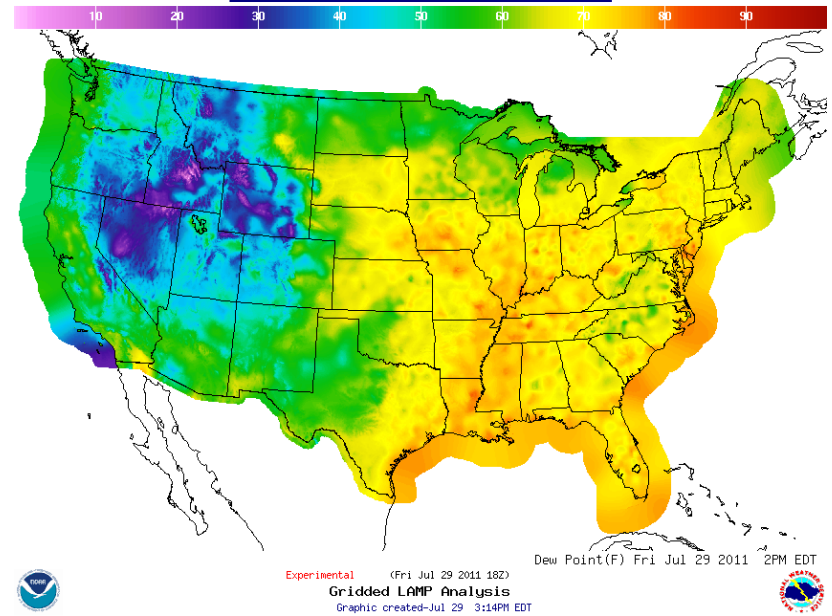 10 20 30 40 50 60 70 80 90
Dew Point(F) Fri Jul 29 2011 2PM EDT
Experimental (Fri Jul 29 2011 18Z)
Gridded LAMP Analysis
Graphic created-Jul 29 3:14PM EDT
noaa